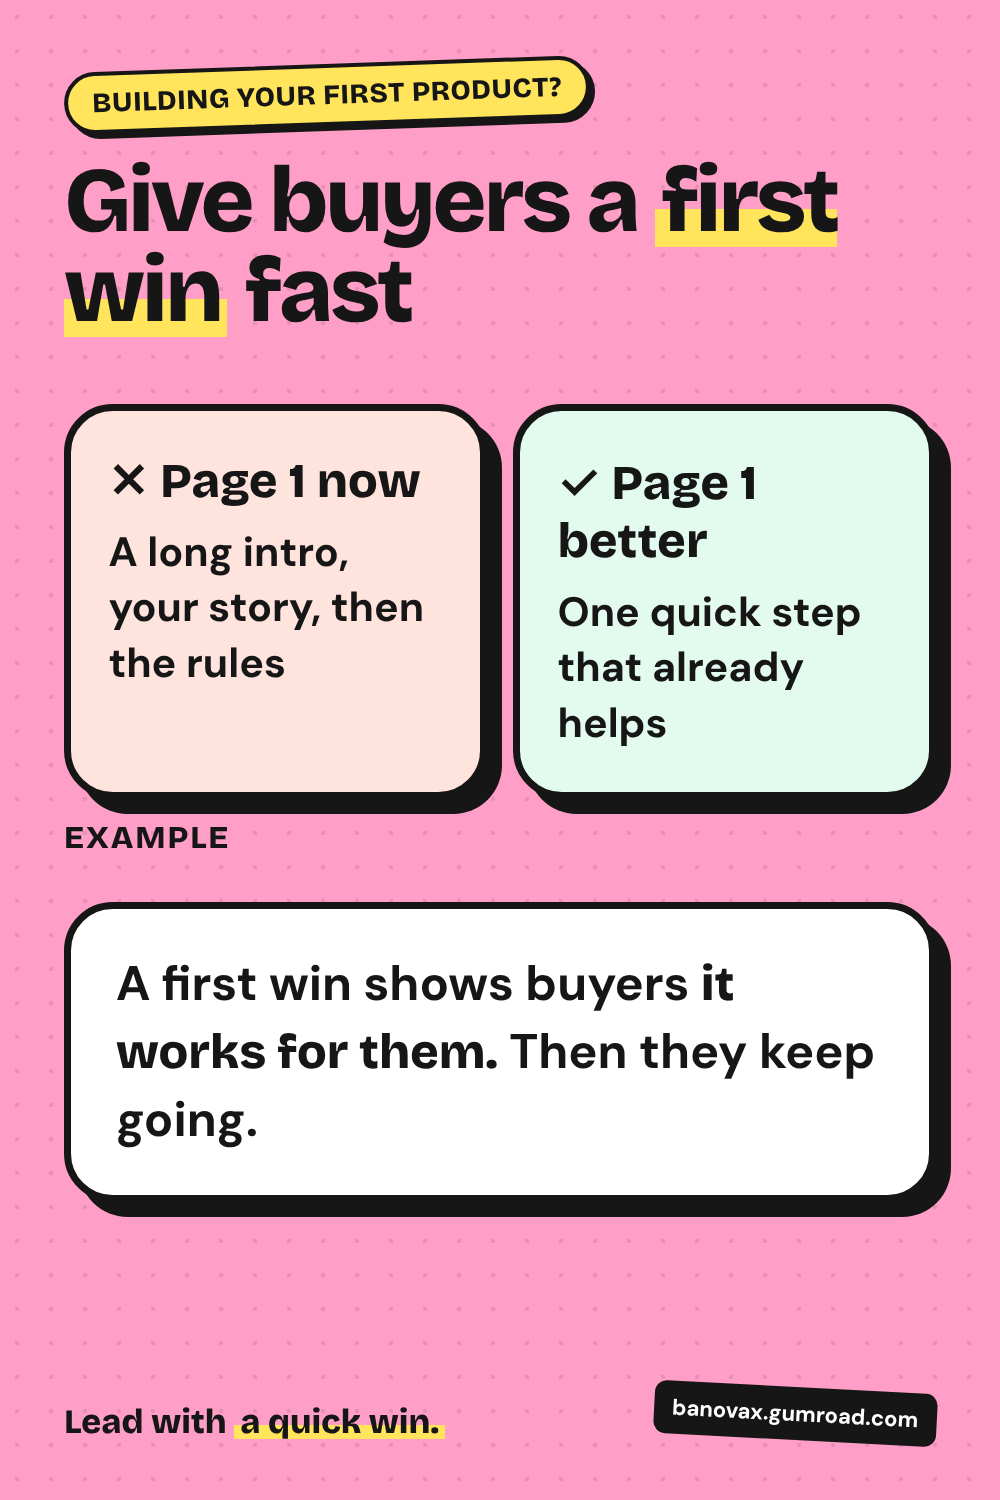 BUILDING YOUR FIRST PRODUCT?
Give buyers a first
win fast
✕ Page 1 now
A long intro,
your story, then
the rules
✓ Page 1
better
One quick step
that already
helps
EXAMPLE
A first win shows buyers it
works for them. Then they keep
going.
Lead with a quick win.
banovax.gumroad.com